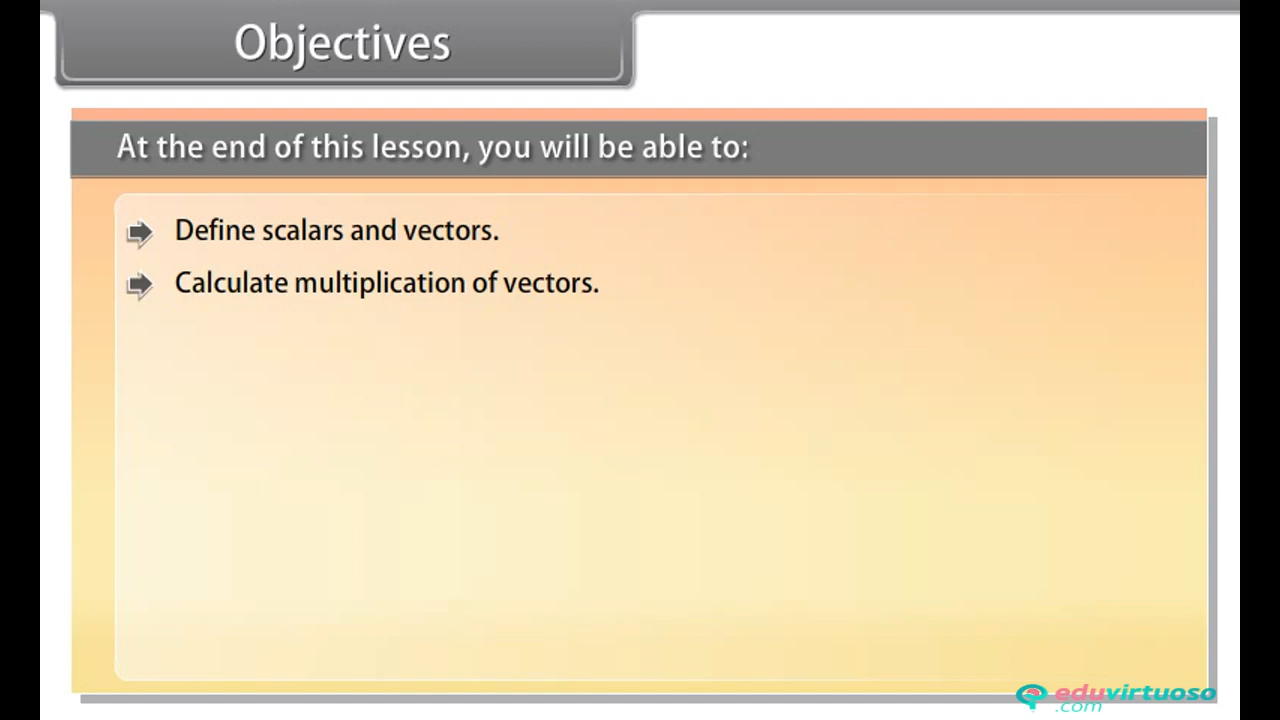 Objectives
At the end of this lesson, you will be able to:
Define scalars and vectors.
Calculate multiplication of vectors.
eduvirtuoso
.com